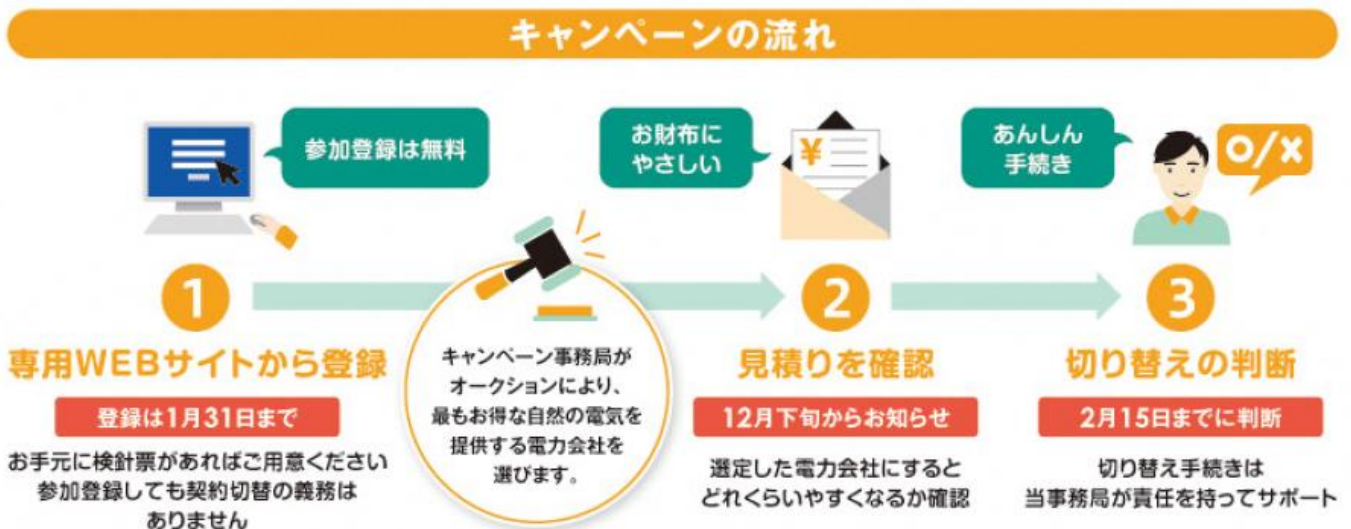 キャンペーンの流れ
参加登録は無料
1
専用WEBサイトから登録
登録は1月31日まで
お手元に検針票があればご用意ください
参加登録しても契約切替の義務は
ありません
キャンペーン事務局が
オークションにより、
最もお得な自然の電気を
提供する電力会社を
選びます。
お財布に
やさしい
¥
2
見積りを確認
12月下旬からお知らせ
選定した電力会社にすると
どれくらいやすくなるか確認
あんしん
手続き
O/X
3
切り替えの判断
2月15日までに判断
切り替え手続きは
当事務局が責任を持ってサポート